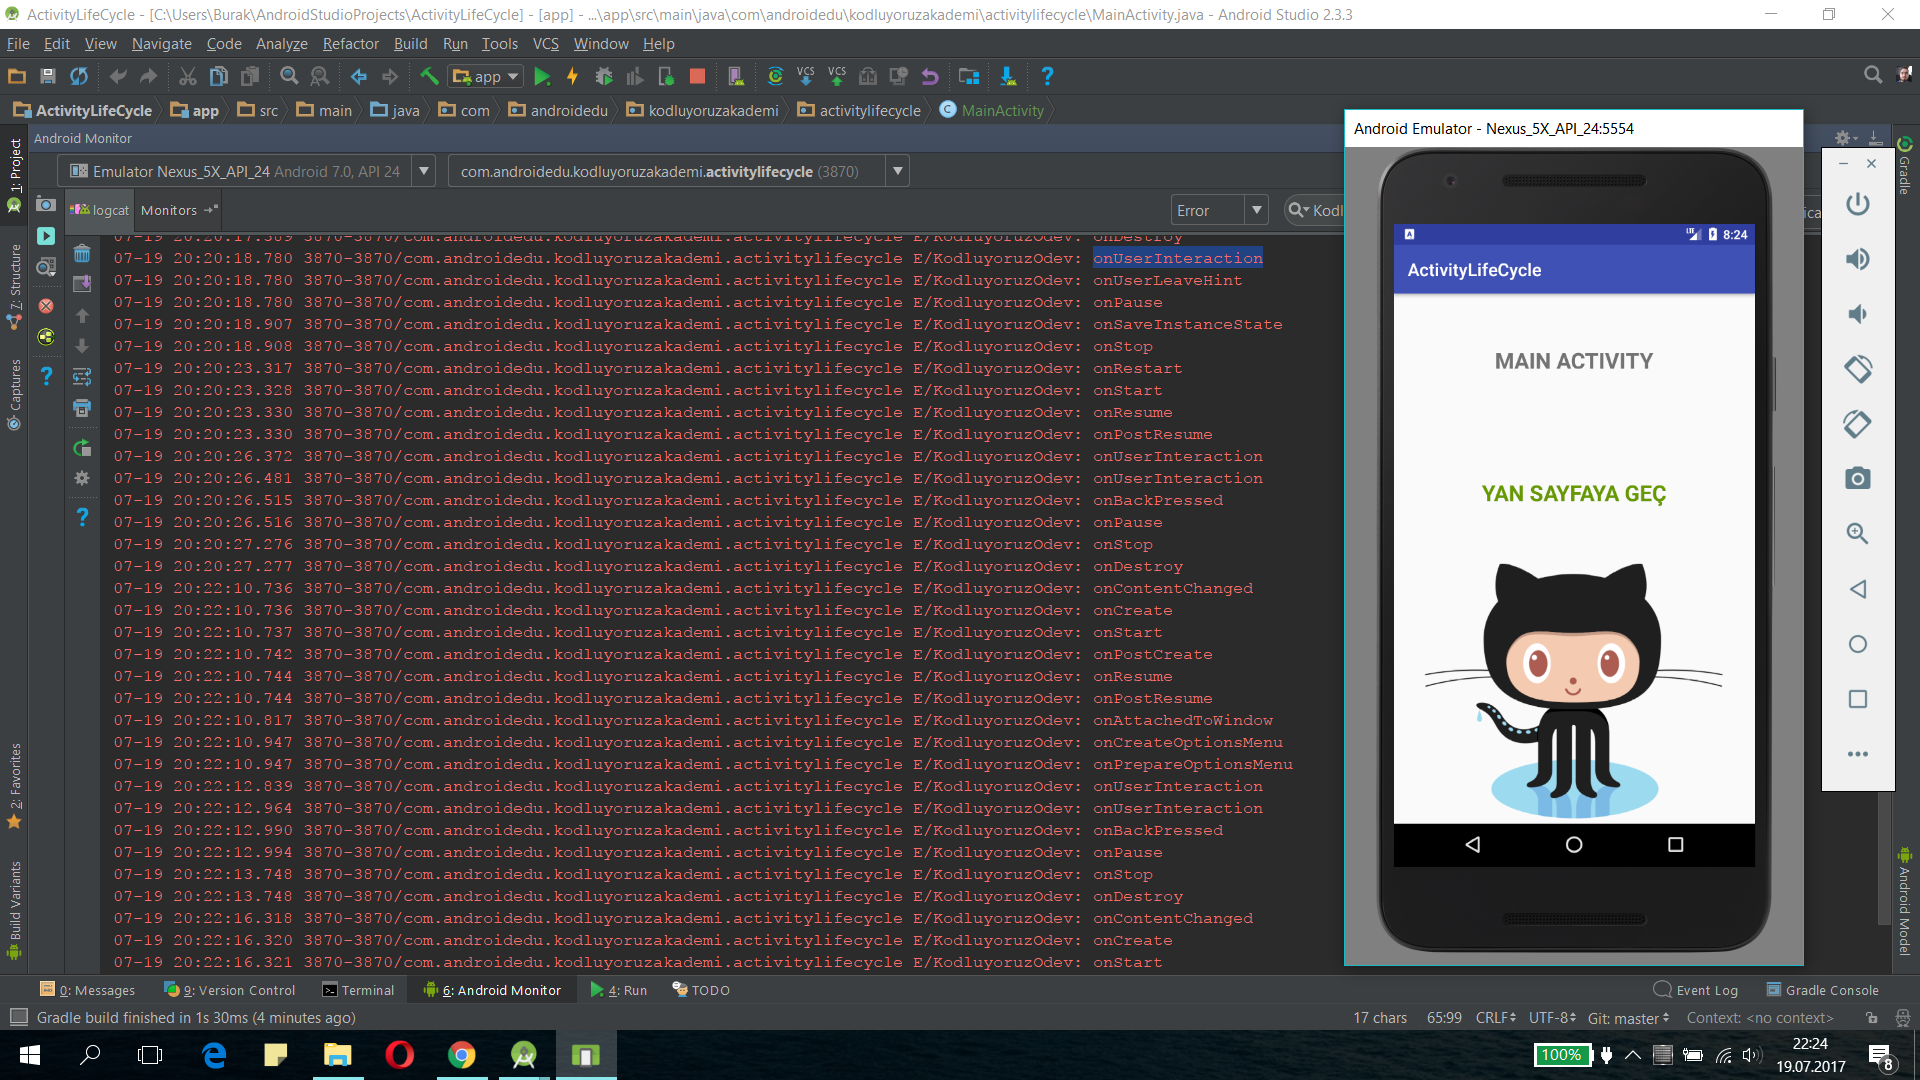 ActivityLifeCycle - [C:\Users\Burak\AndroidStudioProjects\ActivityLifeCycle] - [app] - ...\app\src\main\java\com\androidedu\kodluyoruzakademi\activitylifecycle\MainActivity.java - Android Studio 2.3.3
File Edit View Navigate Code Analyze Refactor Build Run Tools VCS Window Help
app VCS VCS
ActivityLifeCycle app src main java com androidedu kodluyoruzakademi activitylifecycle MainActivity
Android Monitor
Emulator Nexus_5X_API_24 Android 7.0, API 24 com.androidedu.kodluyoruzakademi.activitylifecycle (3870)
logcat Monitors Error Kodl
07-19 20:20:17.389 3870-3870/com.androidedu.kodluyoruzakademi.activitylifecycle E/KodluyoruzOdev: onDestroy
07-19 20:20:18.780 3870-3870/com.androidedu.kodluyoruzakademi.activitylifecycle E/KodluyoruzOdev: onUserInteraction
07-19 20:20:18.780 3870-3870/com.androidedu.kodluyoruzakademi.activitylifecycle E/KodluyoruzOdev: onUserLeaveHint
07-19 20:20:18.780 3870-3870/com.androidedu.kodluyoruzakademi.activitylifecycle E/KodluyoruzOdev: onPause
07-19 20:20:18.907 3870-3870/com.androidedu.kodluyoruzakademi.activitylifecycle E/KodluyoruzOdev: onSaveInstanceState
07-19 20:20:18.908 3870-3870/com.androidedu.kodluyoruzakademi.activitylifecycle E/KodluyoruzOdev: onStop
07-19 20:20:23.317 3870-3870/com.androidedu.kodluyoruzakademi.activitylifecycle E/KodluyoruzOdev: onRestart
07-19 20:20:23.328 3870-3870/com.androidedu.kodluyoruzakademi.activitylifecycle E/KodluyoruzOdev: onStart
07-19 20:20:23.330 3870-3870/com.androidedu.kodluyoruzakademi.activitylifecycle E/KodluyoruzOdev: onResume
07-19 20:20:23.330 3870-3870/com.androidedu.kodluyoruzakademi.activitylifecycle E/KodluyoruzOdev: onPostResume
07-19 20:20:26.372 3870-3870/com.androidedu.kodluyoruzakademi.activitylifecycle E/KodluyoruzOdev: onUserInteraction
07-19 20:20:26.481 3870-3870/com.androidedu.kodluyoruzakademi.activitylifecycle E/KodluyoruzOdev: onUserInteraction
07-19 20:20:26.515 3870-3870/com.androidedu.kodluyoruzakademi.activitylifecycle E/KodluyoruzOdev: onBackPressed
07-19 20:20:26.516 3870-3870/com.androidedu.kodluyoruzakademi.activitylifecycle E/KodluyoruzOdev: onPause
07-19 20:20:27.276 3870-3870/com.androidedu.kodluyoruzakademi.activitylifecycle E/KodluyoruzOdev: onStop
07-19 20:20:27.277 3870-3870/com.androidedu.kodluyoruzakademi.activitylifecycle E/KodluyoruzOdev: onDestroy
07-19 20:22:10.736 3870-3870/com.androidedu.kodluyoruzakademi.activitylifecycle E/KodluyoruzOdev: onContentChanged
07-19 20:22:10.736 3870-3870/com.androidedu.kodluyoruzakademi.activitylifecycle E/KodluyoruzOdev: onCreate
07-19 20:22:10.737 3870-3870/com.androidedu.kodluyoruzakademi.activitylifecycle E/KodluyoruzOdev: onStart
07-19 20:22:10.742 3870-3870/com.androidedu.kodluyoruzakademi.activitylifecycle E/KodluyoruzOdev: onPostCreate
07-19 20:22:10.744 3870-3870/com.androidedu.kodluyoruzakademi.activitylifecycle E/KodluyoruzOdev: onResume
07-19 20:22:10.744 3870-3870/com.androidedu.kodluyoruzakademi.activitylifecycle E/KodluyoruzOdev: onPostResume
07-19 20:22:10.817 3870-3870/com.androidedu.kodluyoruzakademi.activitylifecycle E/KodluyoruzOdev: onAttachedToWindow
07-19 20:22:10.947 3870-3870/com.androidedu.kodluyoruzakademi.activitylifecycle E/KodluyoruzOdev: onCreateOptionsMenu
07-19 20:22:10.947 3870-3870/com.androidedu.kodluyoruzakademi.activitylifecycle E/KodluyoruzOdev: onPrepareOptionsMenu
07-19 20:22:12.839 3870-3870/com.androidedu.kodluyoruzakademi.activitylifecycle E/KodluyoruzOdev: onUserInteraction
07-19 20:22:12.964 3870-3870/com.androidedu.kodluyoruzakademi.activitylifecycle E/KodluyoruzOdev: onUserInteraction
07-19 20:22:12.990 3870-3870/com.androidedu.kodluyoruzakademi.activitylifecycle E/KodluyoruzOdev: onBackPressed
07-19 20:22:12.994 3870-3870/com.androidedu.kodluyoruzakademi.activitylifecycle E/KodluyoruzOdev: onPause
07-19 20:22:13.748 3870-3870/com.androidedu.kodluyoruzakademi.activitylifecycle E/KodluyoruzOdev: onStop
07-19 20:22:13.748 3870-3870/com.androidedu.kodluyoruzakademi.activitylifecycle E/KodluyoruzOdev: onDestroy
07-19 20:22:16.318 3870-3870/com.androidedu.kodluyoruzakademi.activitylifecycle E/KodluyoruzOdev: onContentChanged
07-19 20:22:16.320 3870-3870/com.androidedu.kodluyoruzakademi.activitylifecycle E/KodluyoruzOdev: onCreate
07-19 20:22:16.321 3870-3870/com.androidedu.kodluyoruzakademi.activitylifecycle E/KodluyoruzOdev: onStart
1: Project
Z: Structure
Captures
2: Favorites
Build Variants
Android Emulator - Nexus_5X_API_24:5554
LTE 8:24
ActivityLifeCycle
MAIN ACTIVITY
YAN SAYFAYA GEÇ
ica
Gradle
Android Model
0: Messages 9: Version Control Terminal 6: Android Monitor 4: Run TODO Event Log Gradle Console
Gradle build finished in 1s 30ms (4 minutes ago) 17 chars 65:99 CRLF UTF-8 Git: master Context: <no context>
100% 22:24
19.07.2017 8